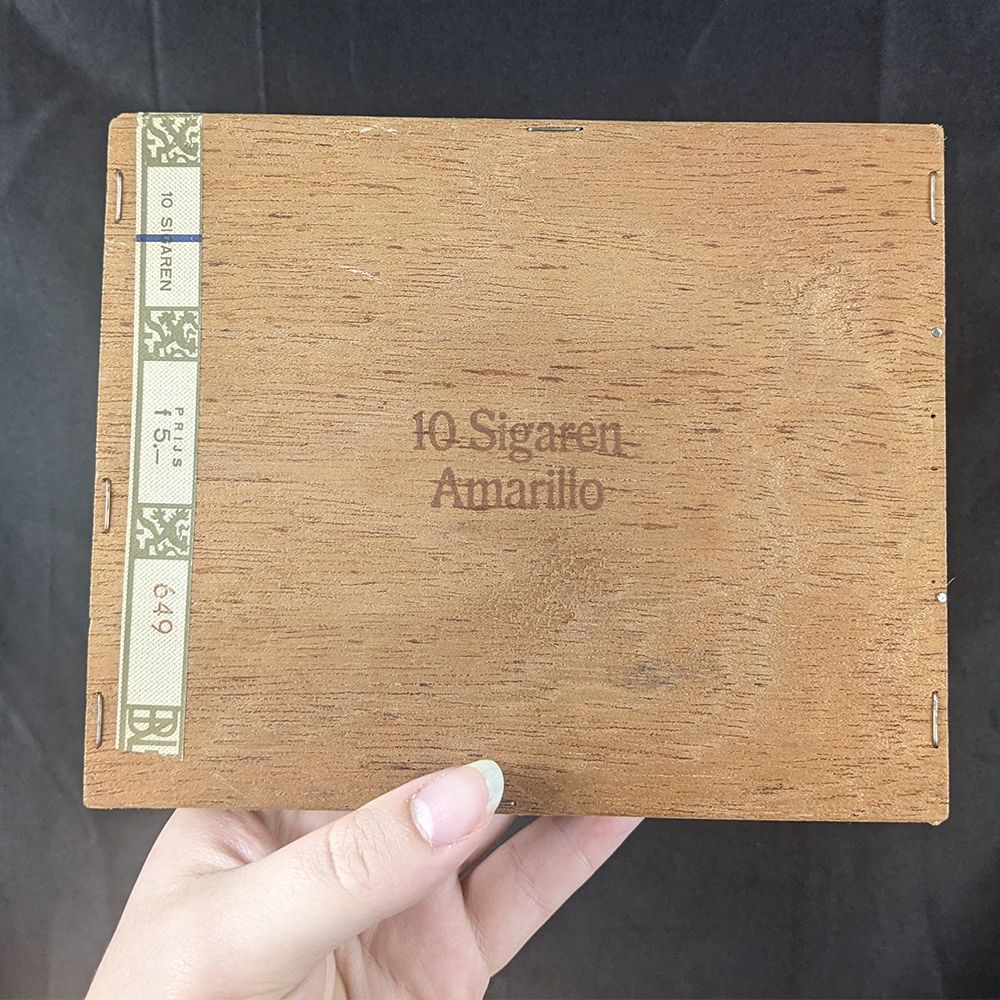 10 SIGAREN
PRIJS
f 5.—
649
10 Sigaren
Amarillo